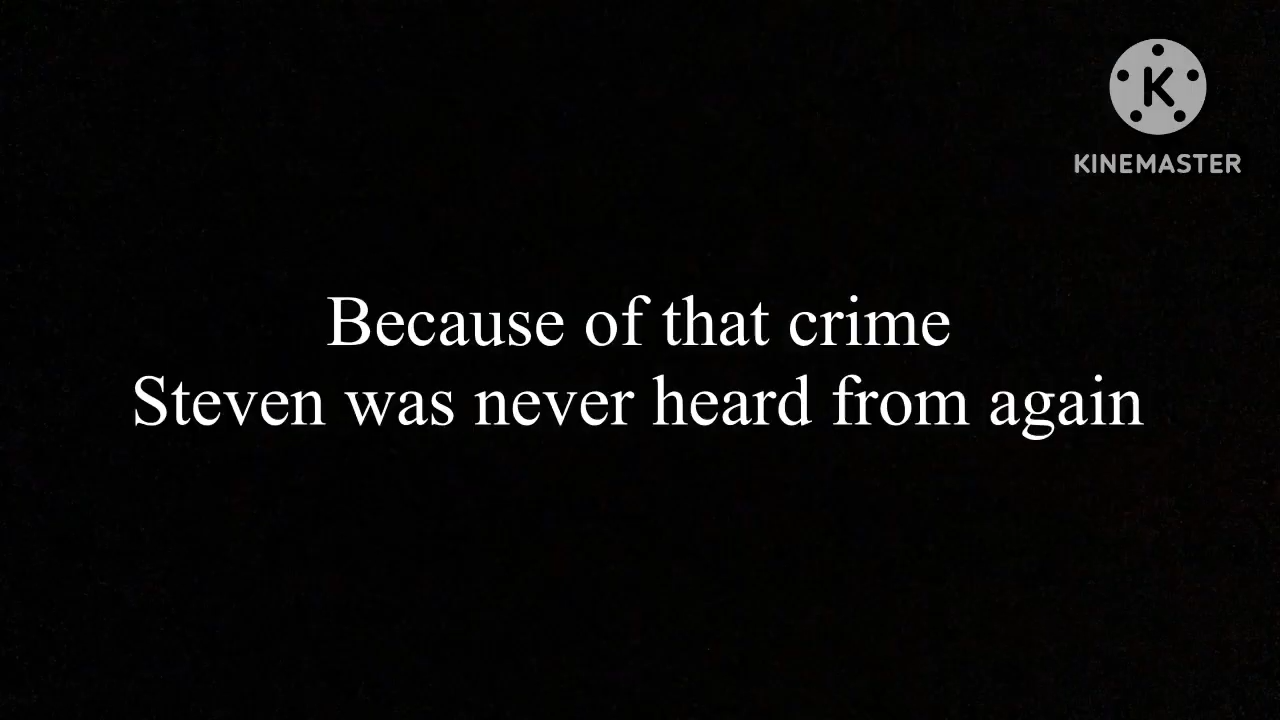 K
KINEMASTER
Because of that crime
Steven was never heard from again